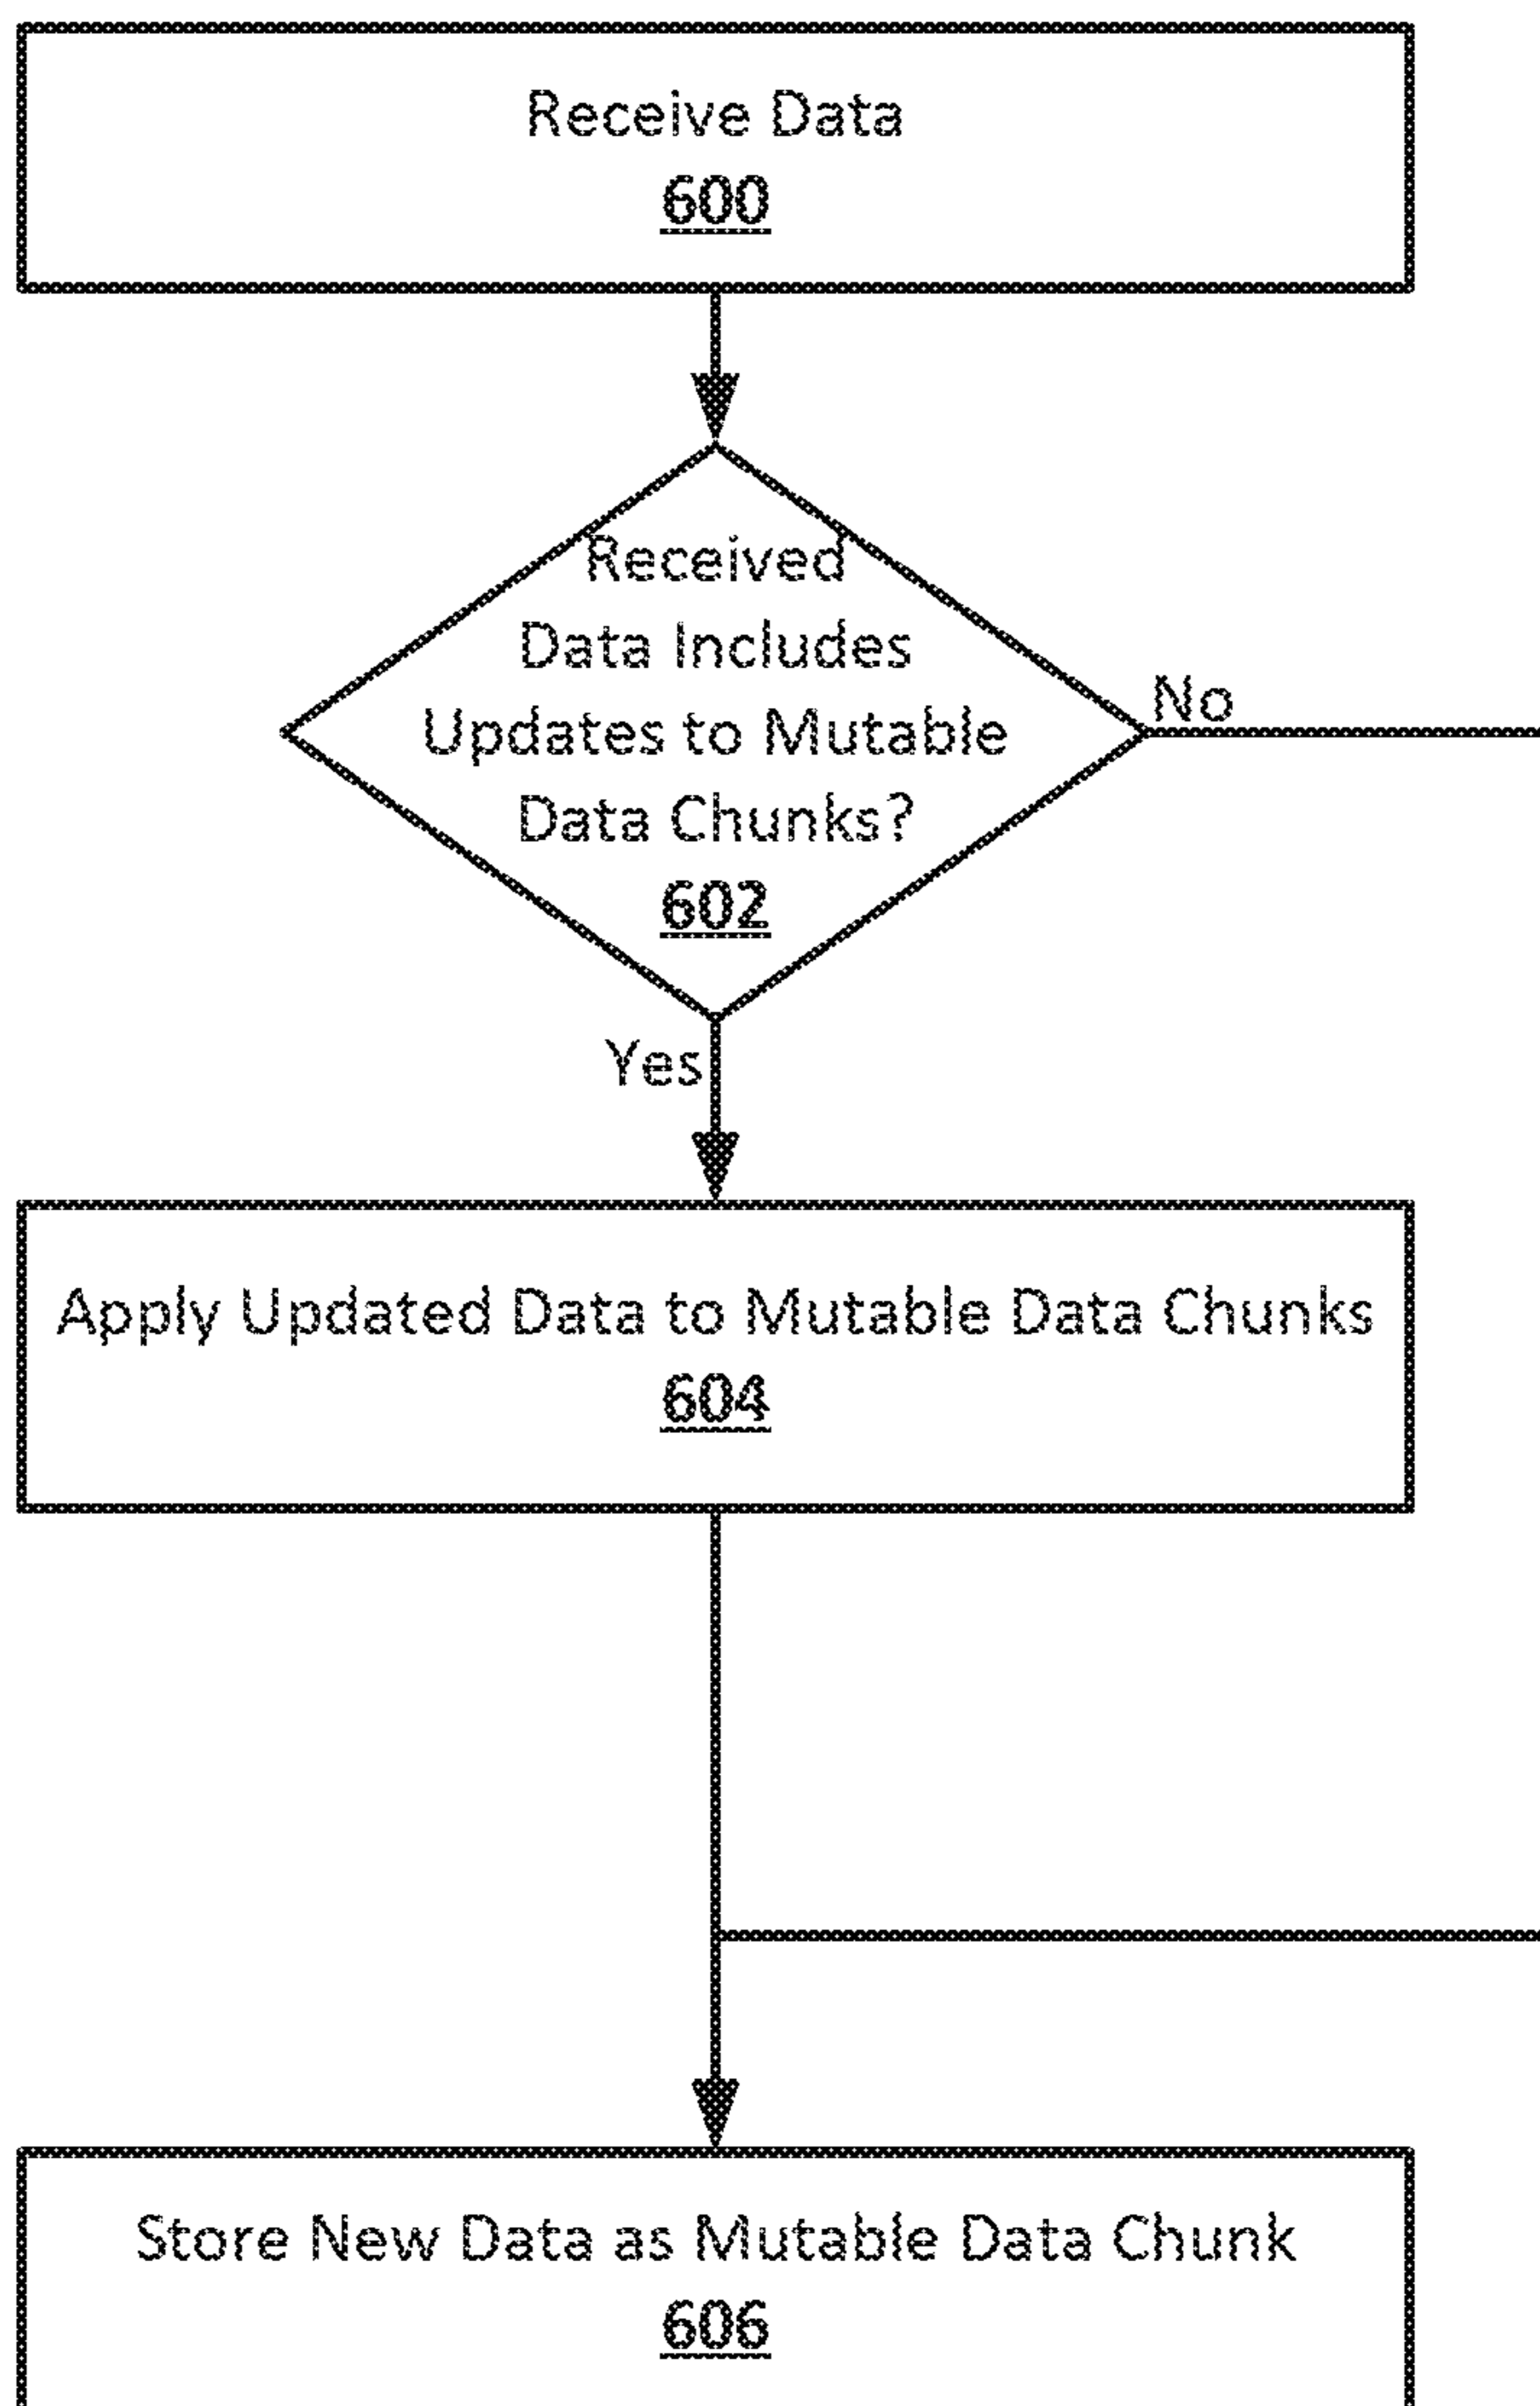 Receive Data
600
Received
Data Includes
Updates to Mutable
Data Chunks?
602
No
Yes
Apply Updated Data to Mutable Data Chunks
604
Store New Data as Mutable Data Chunk
606